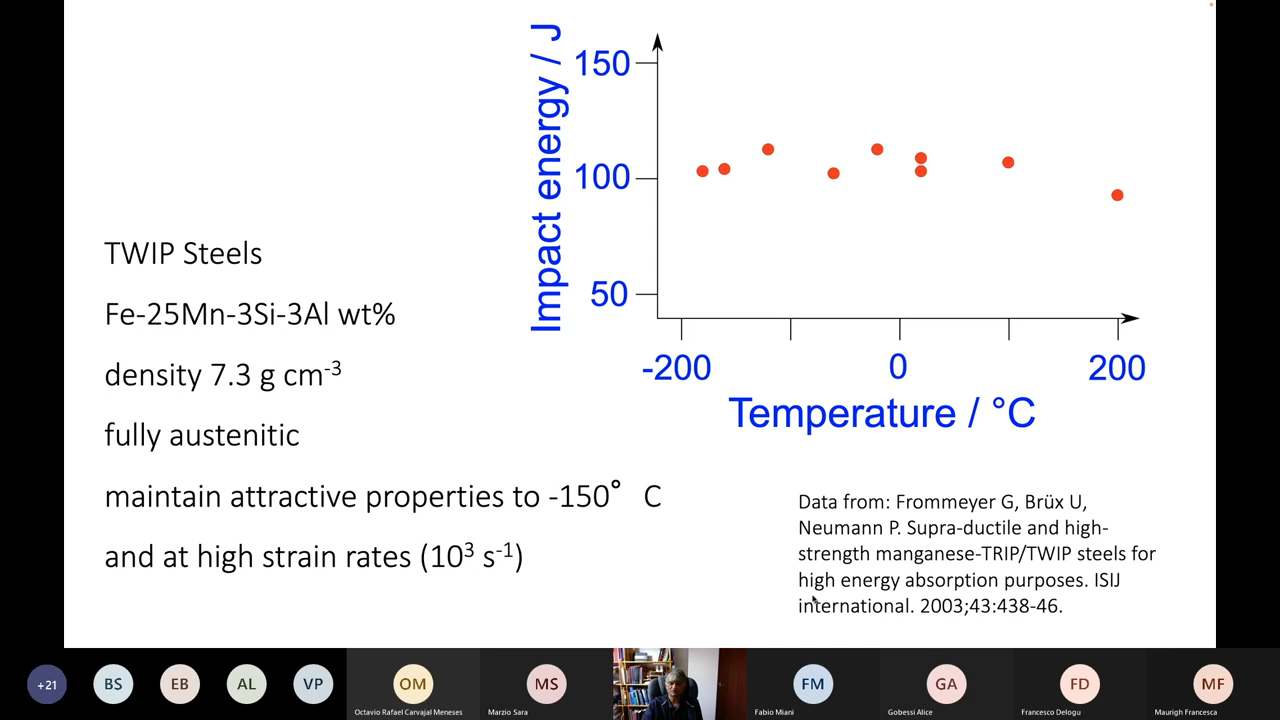 Impact energy / J
150
100
50
-200
0
200
Temperature / °C
TWIP Steels
Fe-25Mn-3Si-3Al wt%
density 7.3 g cm-3
fully austenitic
maintain attractive properties to -150° C
and at high strain rates (10³ s-1)
Data from: Frommeyer G, Brüx U,
Neumann P. Supra-ductile and high-
strength manganese-TRIP/TWIP steels for
high energy absorption purposes. ISIJ
international. 2003;43:438-46.
+21
BS
EB
AL
VP
OM
MS
FM
GA
FD
MF
Octavio Rafael Carvajal Meneses
Marzio Sara
Fabio Miani
Gobessi Alice
Francesco Delogu
Maurigh Francesca